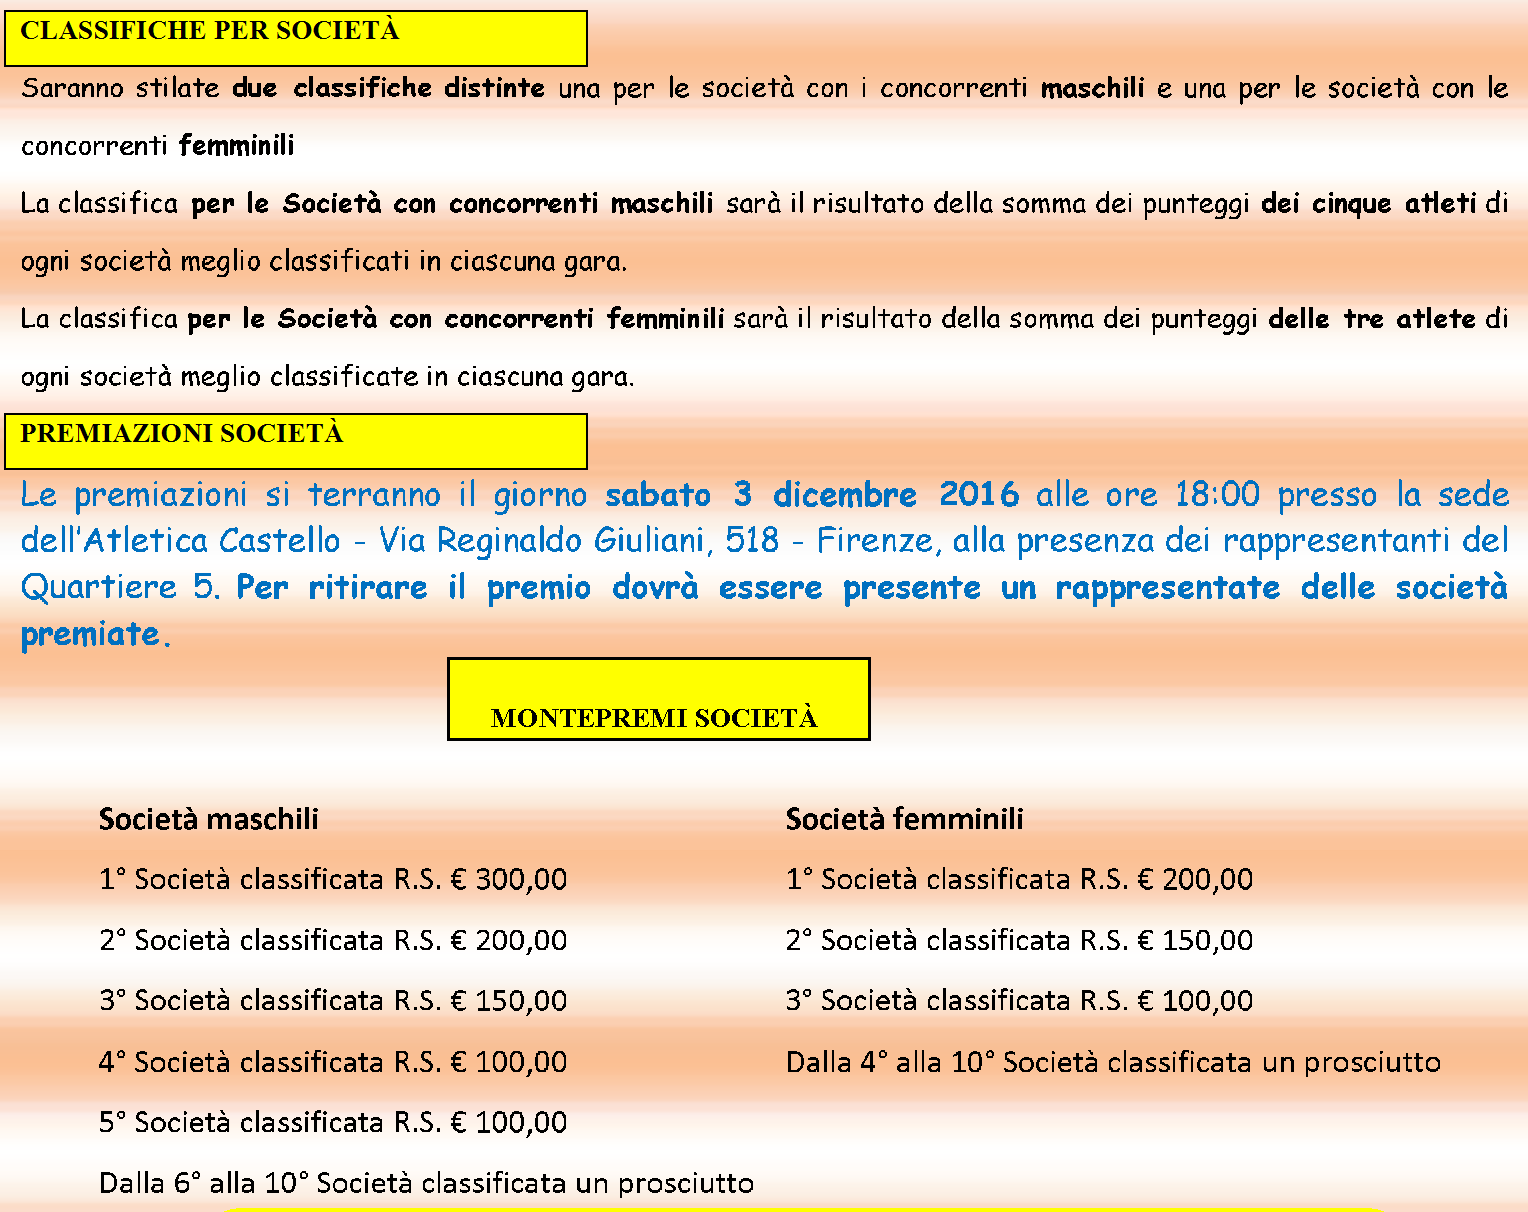 CLASSIFICHE PER SOCIETÀ
Saranno stilate due classifiche distinte una per le società con i concorrenti maschili e una per le società con le
concorrenti femminili
La classifica per le Società con concorrenti maschili sarà il risultato della somma dei punteggi dei cinque atleti di
ogni società meglio classificati in ciascuna gara.
La classifica per le Società con concorrenti femminili sarà il risultato della somma dei punteggi delle tre atlete di
ogni società meglio classificate in ciascuna gara.
PREMIAZIONI SOCIETÀ
Le premiazioni si terranno il giorno sabato 3 dicembre 2016 alle ore 18:00 presso la sede
dell'Atletica Castello - Via Reginaldo Giuliani, 518 - Firenze, alla presenza dei rappresentanti del
Quartiere 5. Per ritirare il premio dovrà essere presente un rappresentate delle società
premiate.
MONTEPREMI SOCIETÀ
Società maschili
1° Società classificata R.S. € 300,00
2° Società classificata R.S. € 200,00
3° Società classificata R.S. € 150,00
4° Società classificata R.S. € 100,00
5° Società classificata R.S. € 100,00
Dalla 6° alla 10° Società classificata un prosciutto
Società femminili
1° Società classificata R.S. € 200,00
2° Società classificata R.S. € 150,00
3° Società classificata R.S. € 100,00
Dalla 4° alla 10° Società classificata un prosciutto